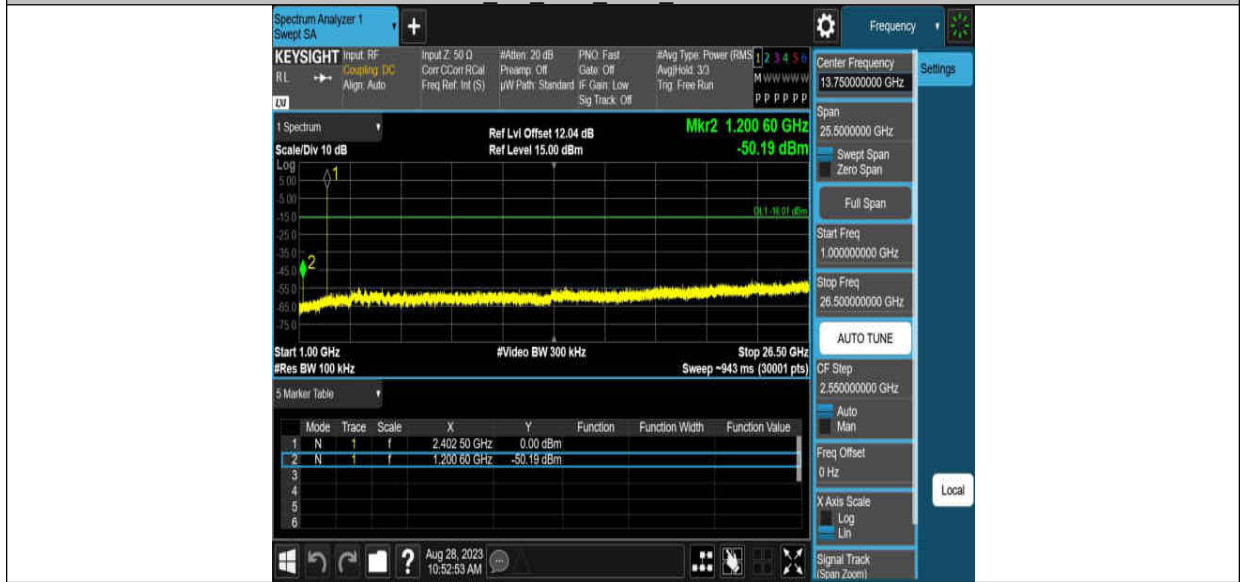 Spectrum Analyzer 1
Swept SA
+
Frequency
KEYSIGHT
RL
LXI
Input: RF
Coupling: DC
Align: Auto
Input Z: 50 Ω
Corr CCorr RCal
Freq Ref: Int (S)
#Atten: 20 dB
Preamp: Off
µW Path: Standard
PNO: Fast
Gate: Off
IF Gain: Low
Sig Track: Off
#Avg Type: Power (RMS
Avg|Hold: 3/3
Trig: Free Run
1 2 3 4 5 6
M W W W W W
P P P P P P
Center Frequency
13.750000000 GHz
Settings
1 Spectrum
Scale/Div 10 dB
Ref Lvl Offset 12.04 dB
Ref Level 15.00 dBm
Mkr2 1.200 60 GHz
-50.19 dBm
Span
25.5000000 GHz
Swept Span
Zero Span
Full Span
Log
5.00
-5.00
-15.0
-25.0
-35.0
-45.0
-55.0
-65.0
-75.0
1
2
DL1 -16.01 dBm
Start Freq
1.000000000 GHz
Stop Freq
26.500000000 GHz
AUTO TUNE
Start 1.00 GHz
#Res BW 100 kHz
#Video BW 300 kHz
Stop 26.50 GHz
Sweep ~943 ms (30001 pts)
CF Step
2.550000000 GHz
Auto
Man
5 Marker Table
Mode Trace Scale X Y Function Function Width Function Value
1 N 1 f 2.402 50 GHz 0.00 dBm
2 N 1 f 1.200 60 GHz -50.19 dBm
3
4
5
6
Freq Offset
0 Hz
X Axis Scale
Log
Lin
Local
Signal Track
(Span Zoom)
?
Aug 28, 2023
10:52:53 AM